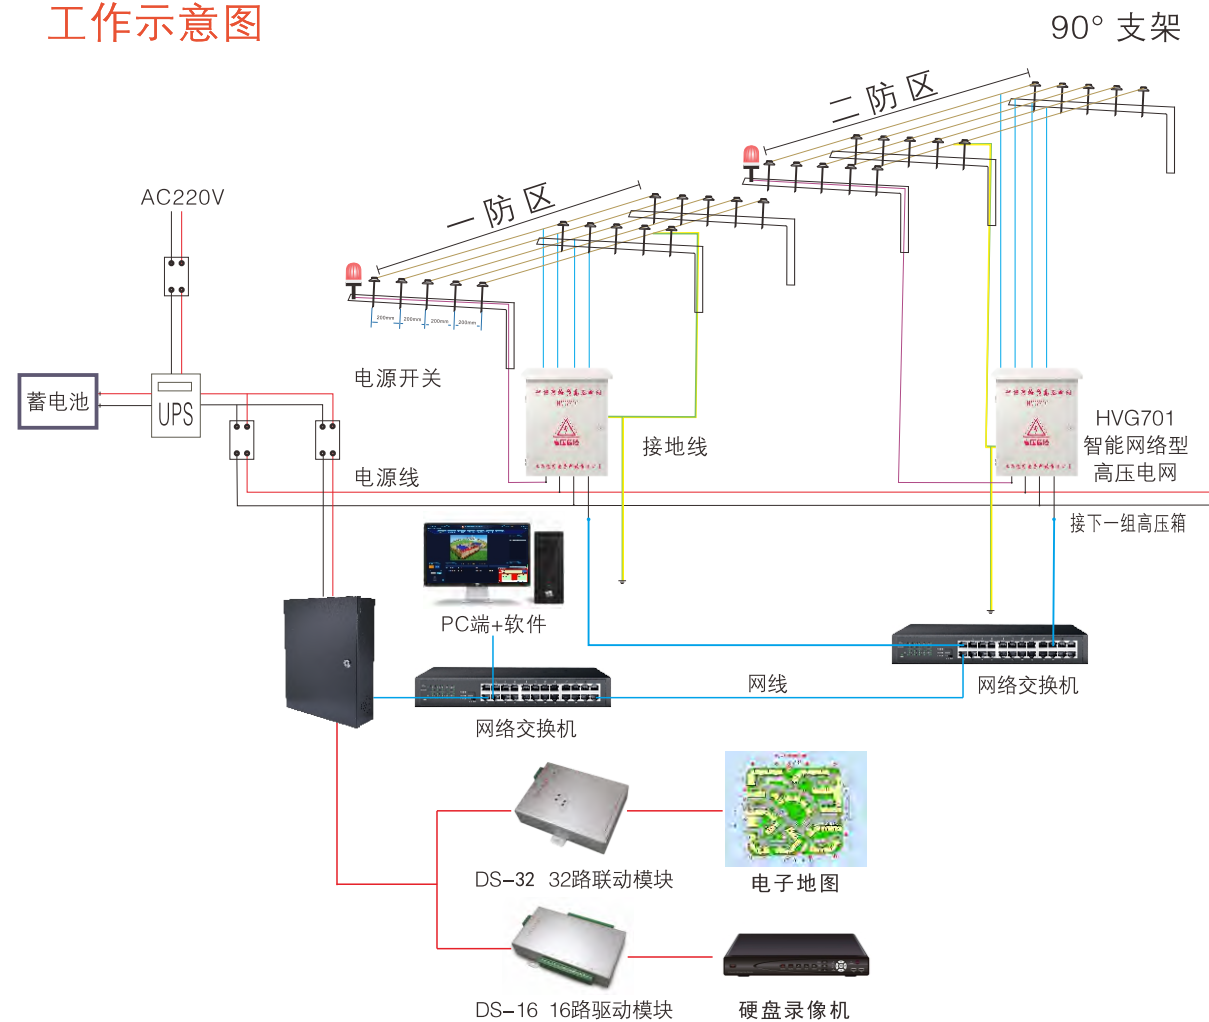 工作示意图
90° 支架
二防区
一防区
AC220V
200mm 200mm 200mm 200mm
电源开关
蓄电池
UPS
HVG701
智能网络型
高压电网
接地线
电源线
接下一组高压箱
PC端+软件
网线
网络交换机
网络交换机
DS-32 32路联动模块
电子地图
DS-16 16路驱动模块
硬盘录像机